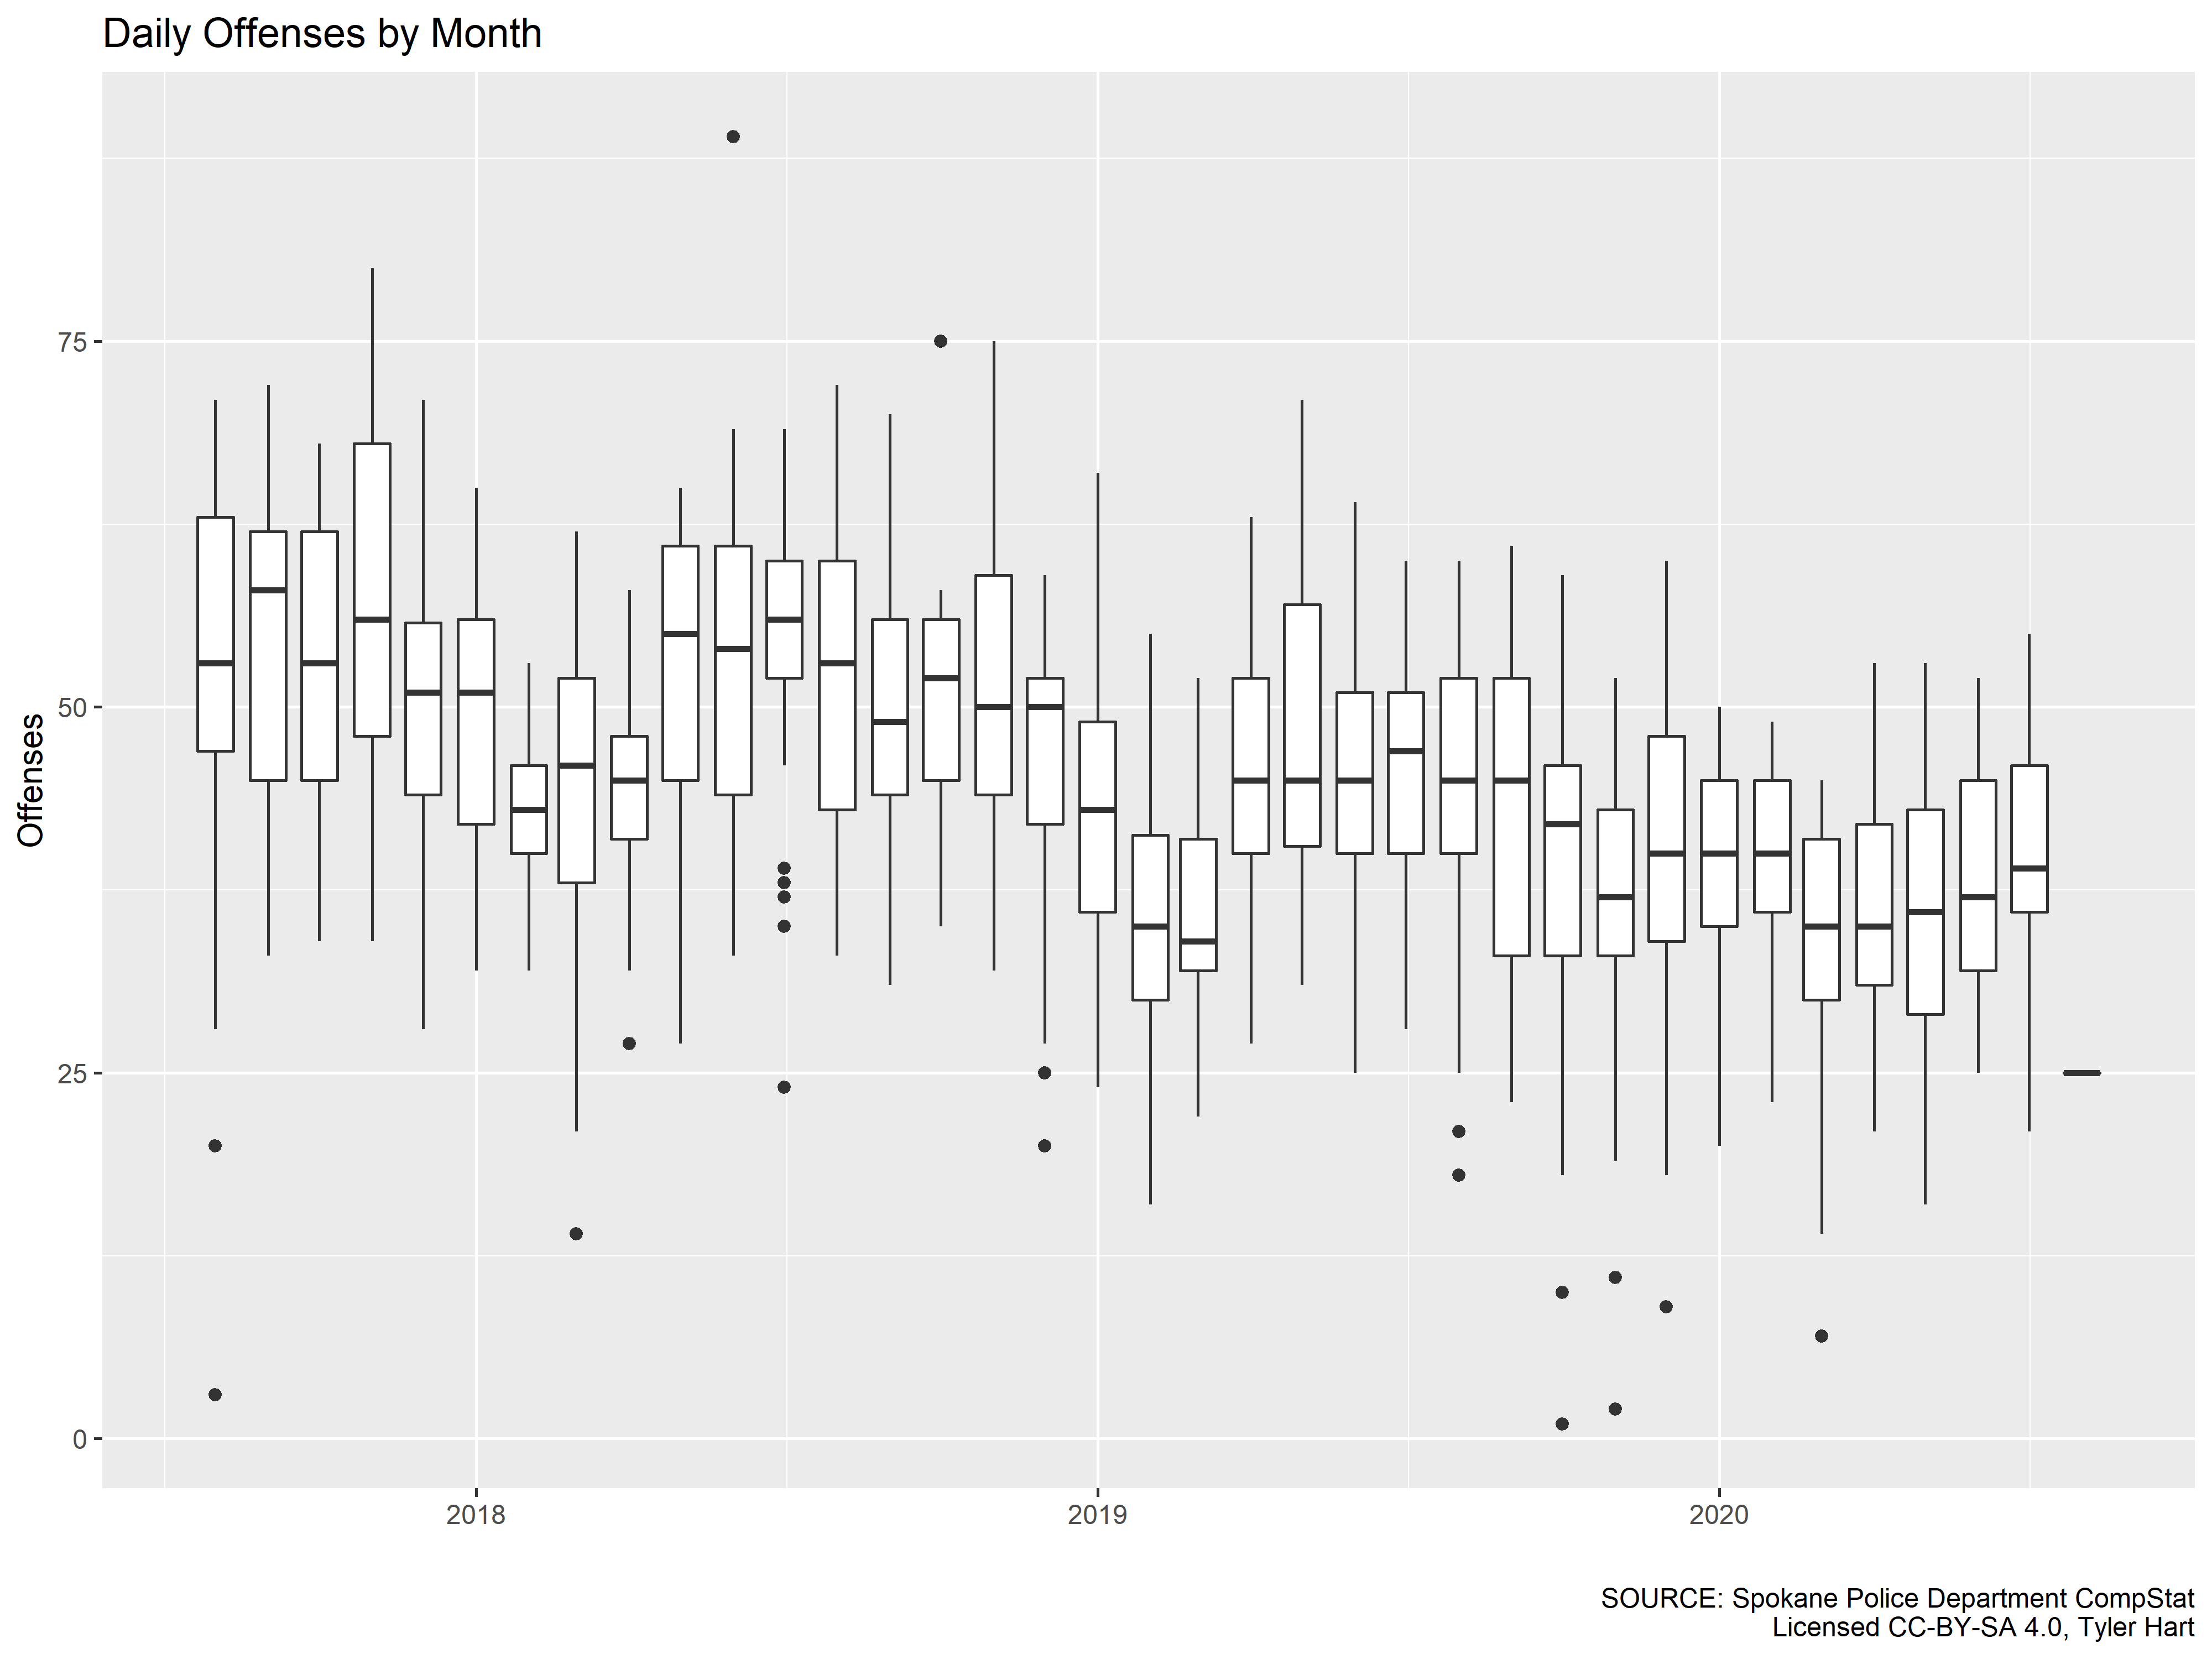 Daily Offenses by Month
75
50
25
0
Offenses
2018
2019
2020
SOURCE: Spokane Police Department CompStat
Licensed CC-BY-SA 4.0, Tyler Hart